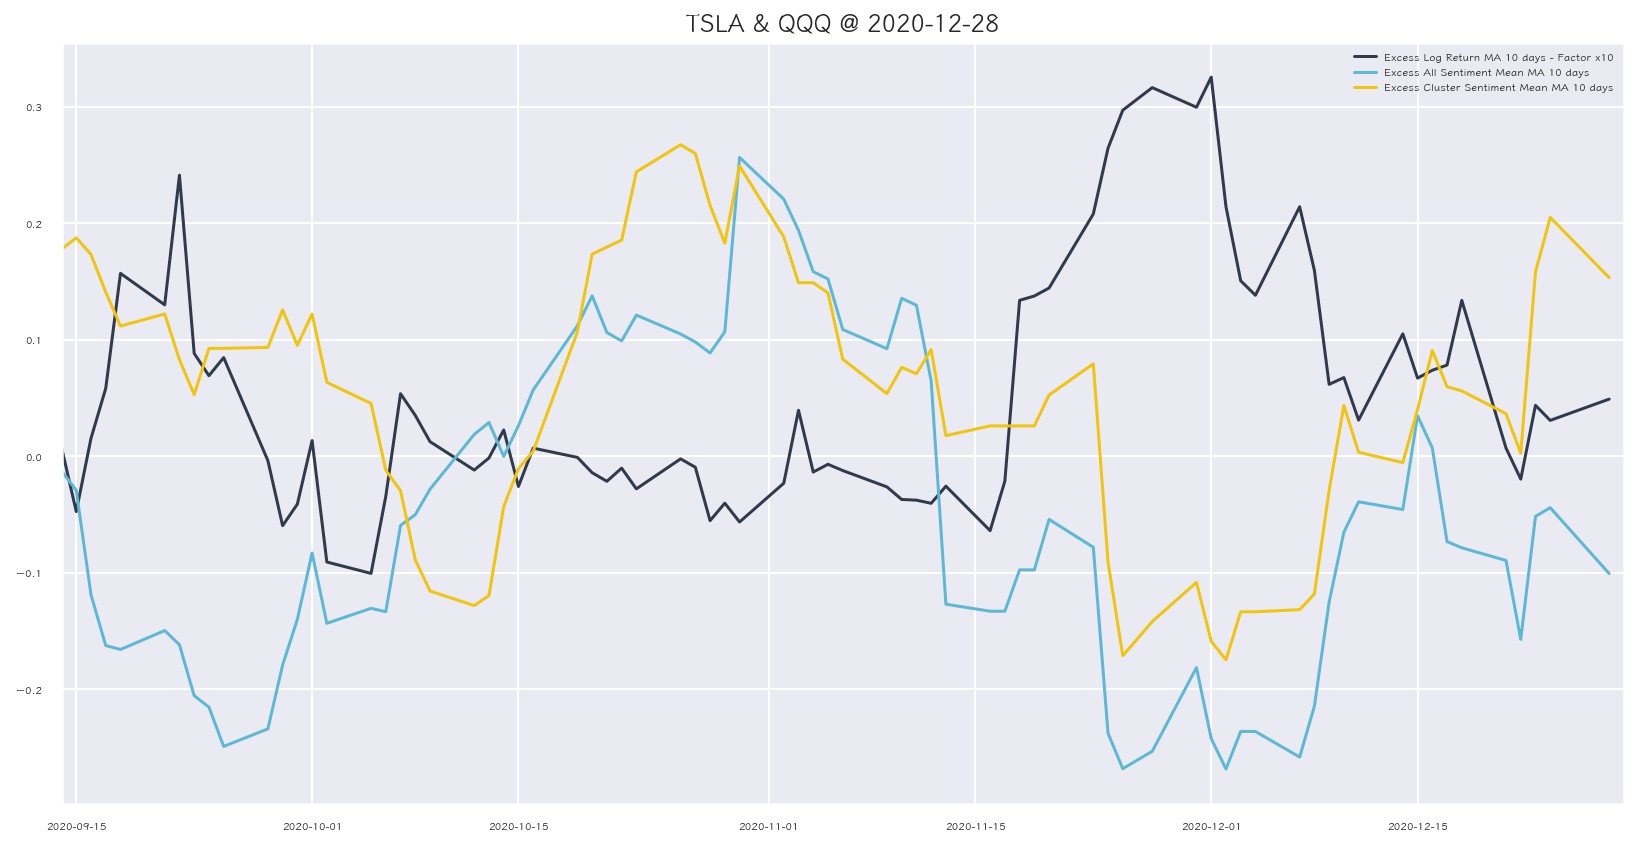 TSLA & QQQ @ 2020-12-28
Excess Log Return MA 10 days - Factor x10
Excess All Sentiment Mean MA 10 days
Excess Cluster Sentiment Mean MA 10 days
0.3
0.2
0.1
0.0
−0.1
−0.2
2020-09-15 2020-10-01 2020-10-15 2020-11-01 2020-11-15 2020-12-01 2020-12-15